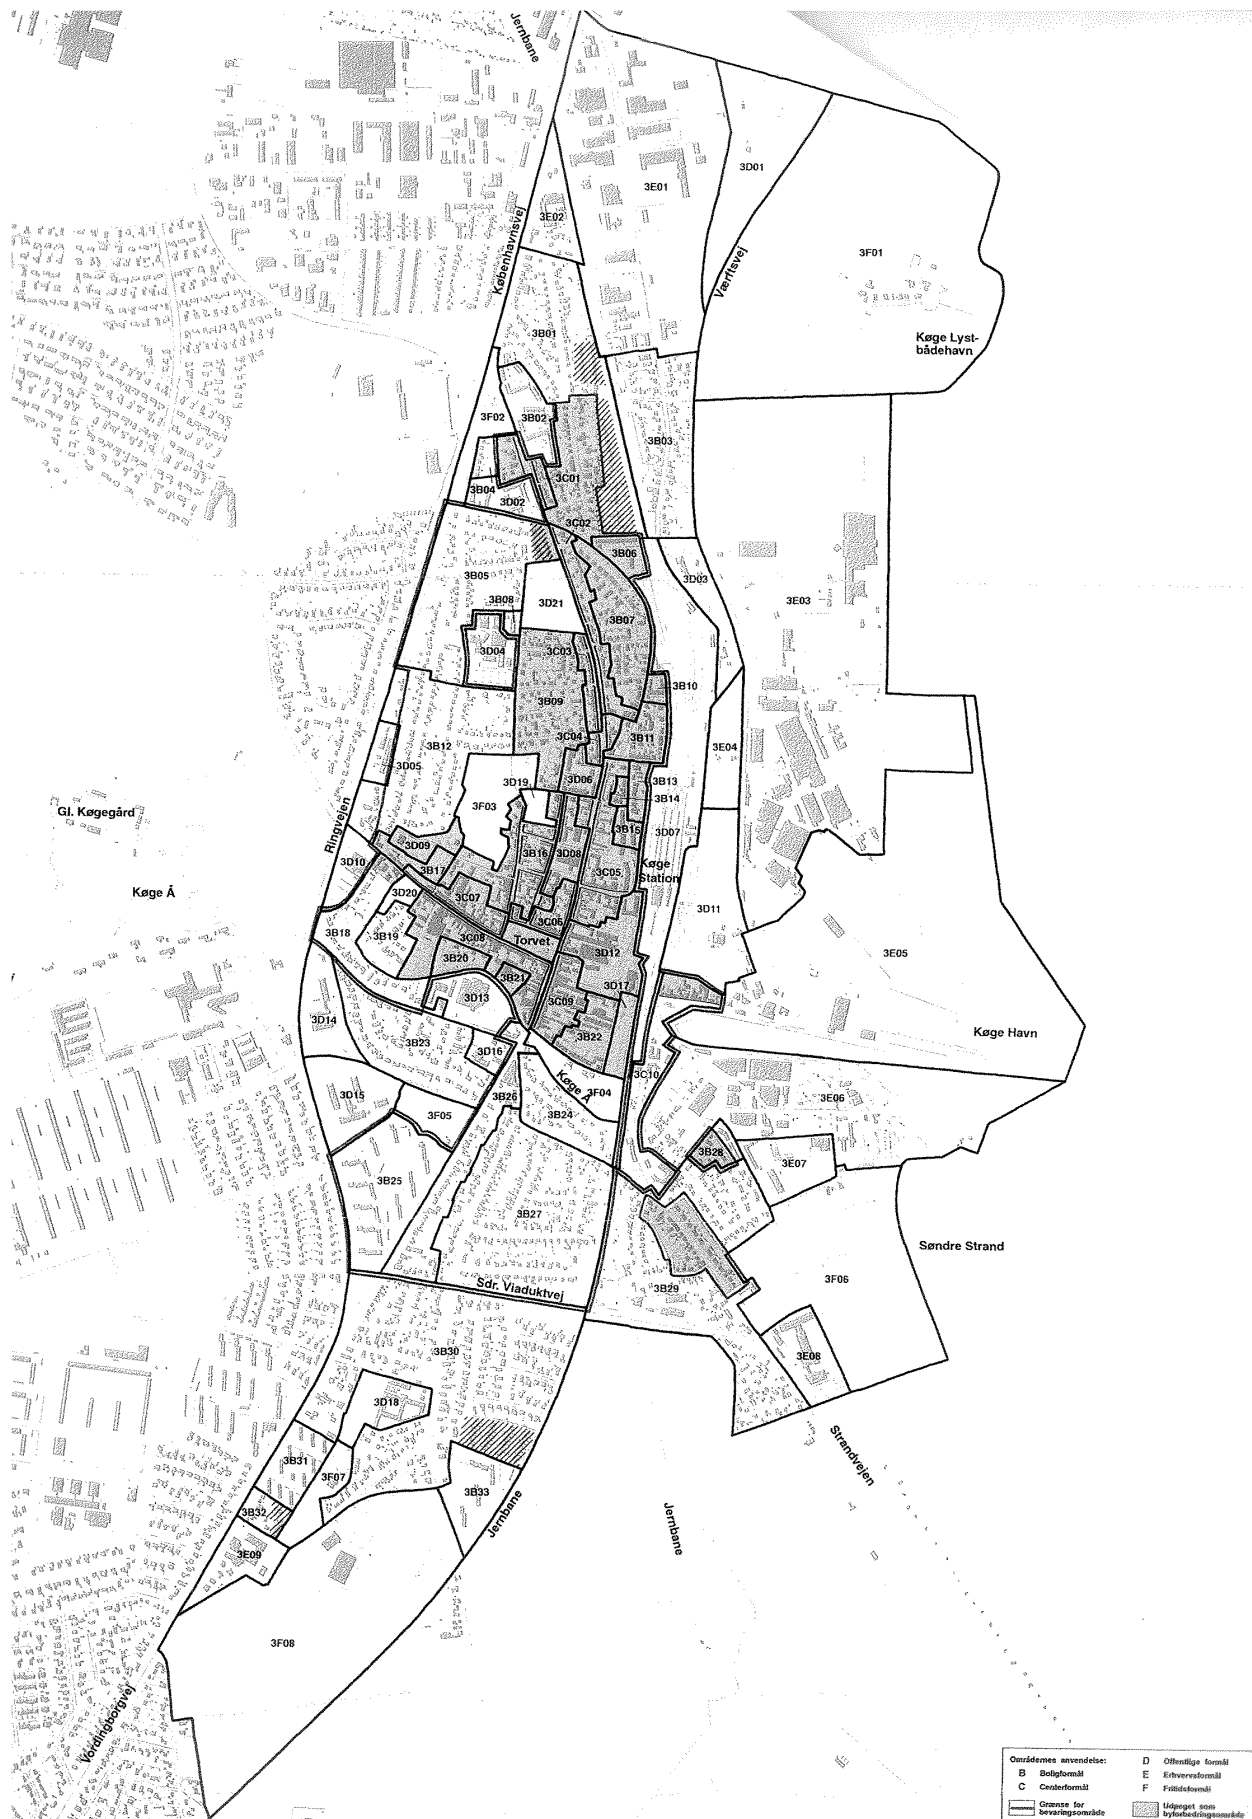 Jernbane
3D01
3E01
3E02
Københavnsvej
Værftsvej
3F01
3B01
Køge Lyst-
bådehavn
3F02
3B02
3B03
3C01
3B04
3D02
3C02
3B06
3B05
3D03
3B08
3D21
3E03
3B07
3D04
3C03
3B10
3B09
3C04
3B11
3B12
3E04
3D05
3D19
3D06
3B13
3B14
3F03
Gl. Køgegård
Ringvejen
3D09
3B16
3D08
3B15
3D07
3D10
3B17
3C05
Køge
Station
Køge Å
3D20
3C07
3C06
3D11
3B18
3B19
3C08
Torvet
3D12
3E05
3B20
3B21
3D17
3D13
3C09
3D14
3B23
3B22
Køge Havn
3D16
3C10
3D15
3B26
Køge Å
3F04
3E06
3F05
3B24
3B28
3E07
3B25
3B27
Søndre Strand
3F06
Sdr. Viaduktvej
3B29
3B30
3E08
3D18
3B31
3F07
Strandvejen
3B33
3B32
Jernbane
Jernbane
3E09
3F08
Vordingborgvej
Områdernes anvendelse:
B Boligformål
C Centerformål
D Offentlige formål
E Erhvervsformål
F Fritidsformål
Grænse for
bevaringsområde
Udpeget som
byforbedringsområde